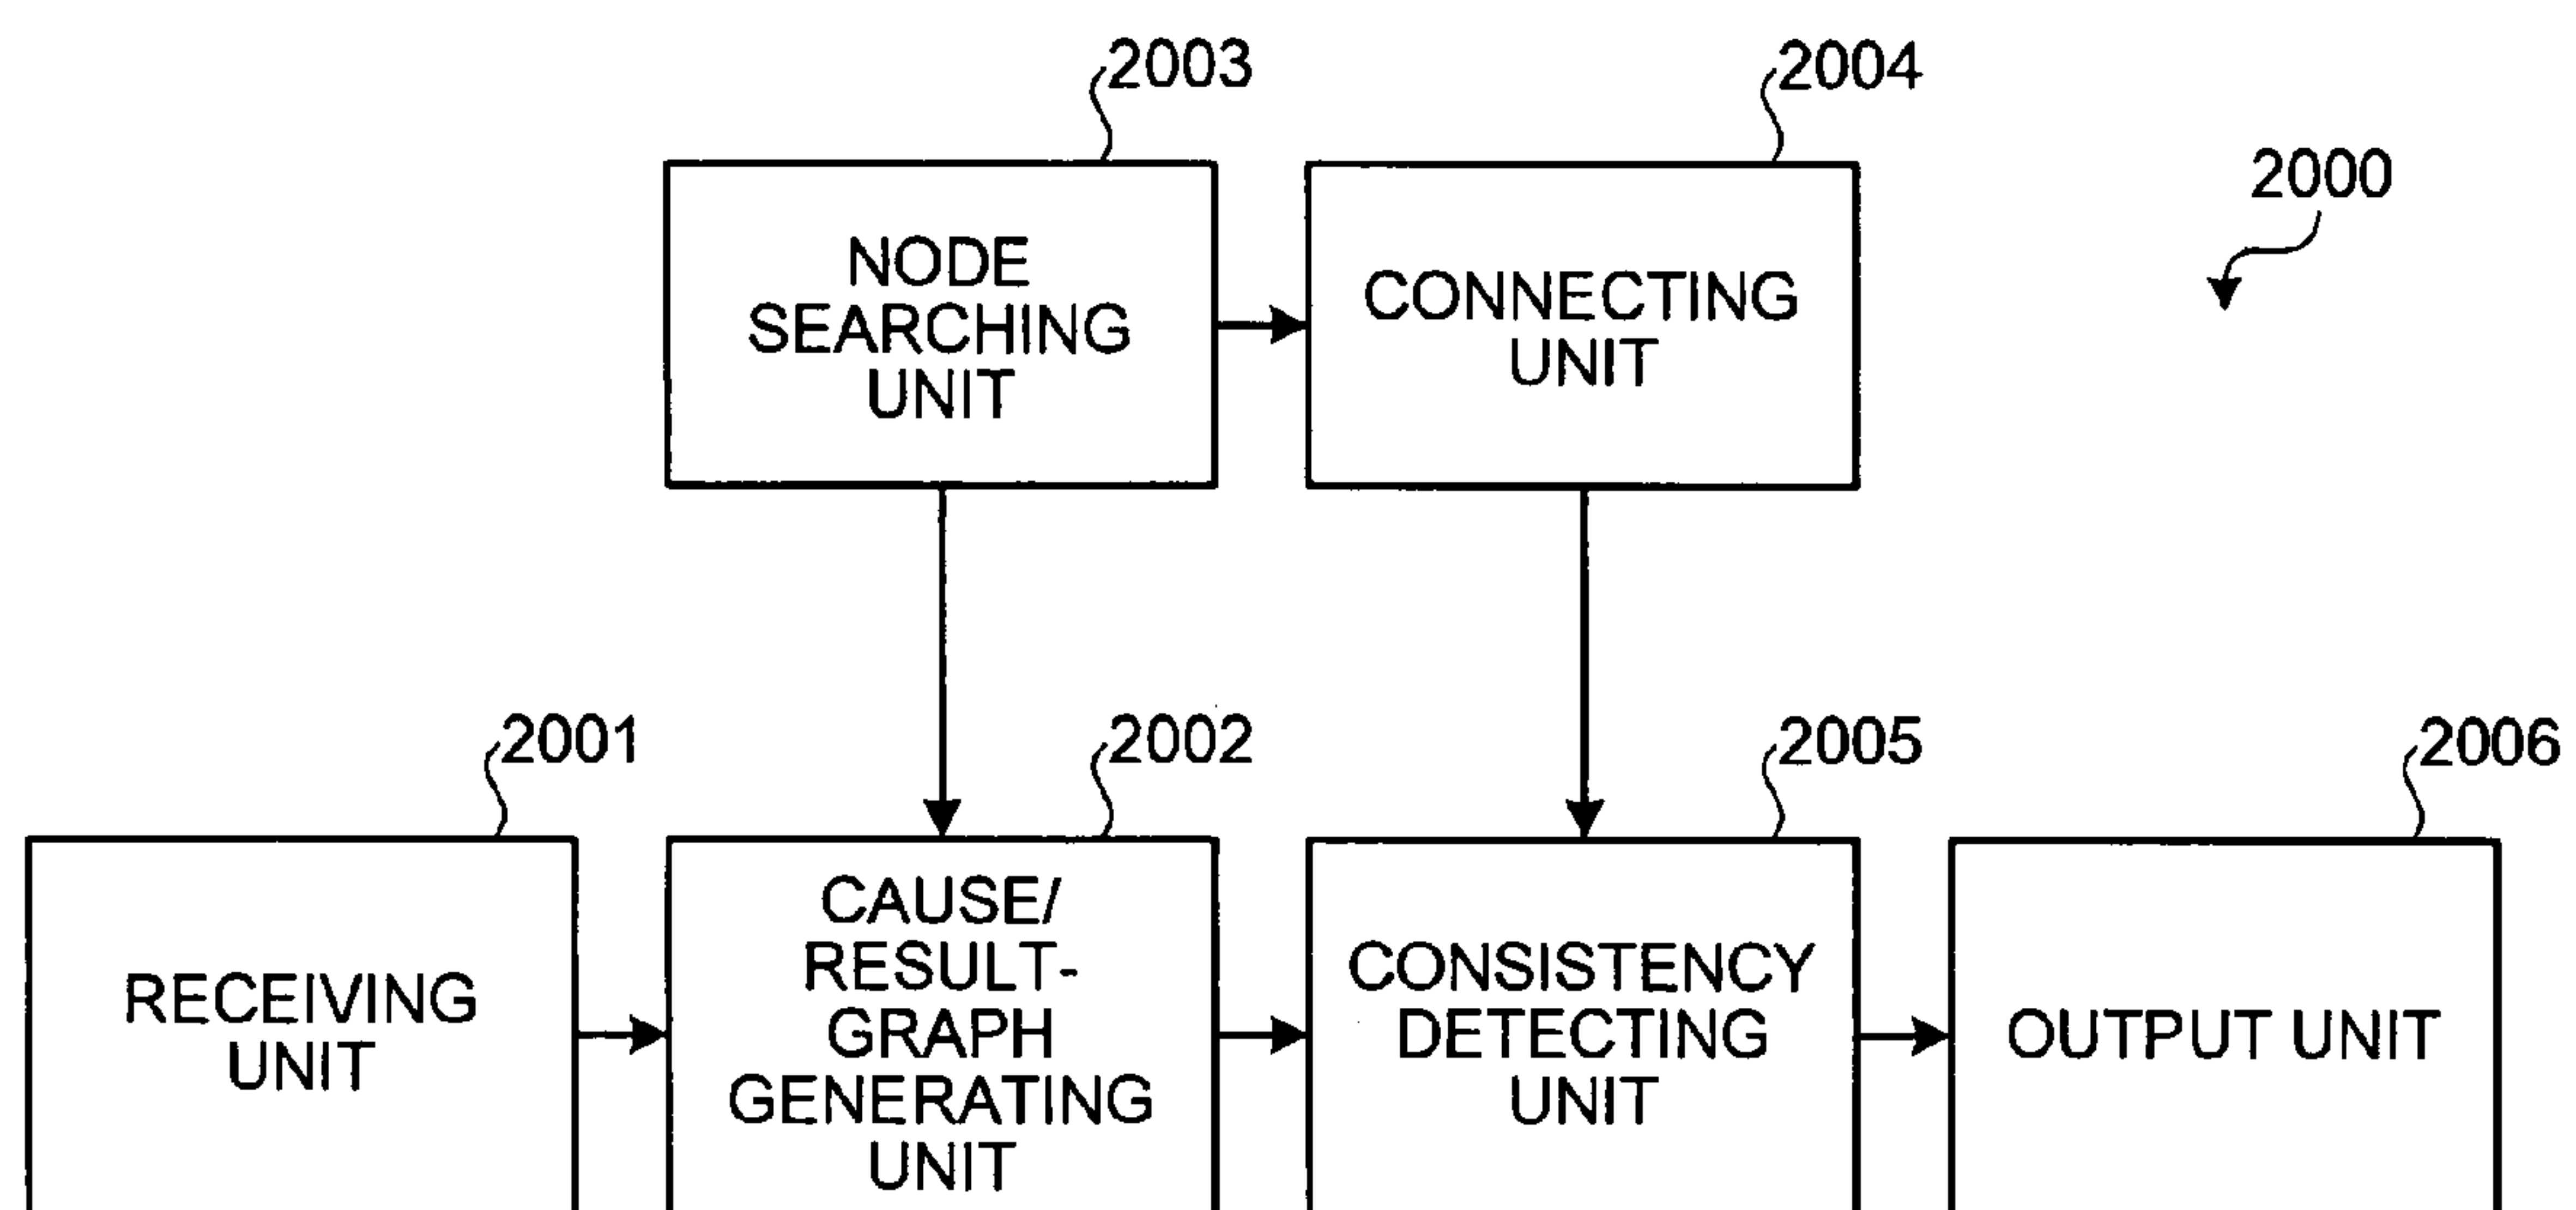 2003
2004
2000
NODE
SEARCHING
UNIT
CONNECTING
UNIT
2001
2002
2005
2006
RECEIVING
UNIT
CAUSE/
RESULT-
GRAPH
GENERATING
UNIT
CONSISTENCY
DETECTING
UNIT
OUTPUT UNIT